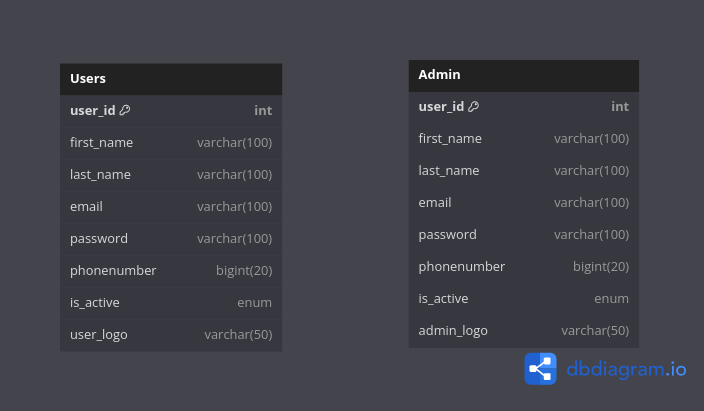 Users
user_id int
first_name varchar(100)
last_name varchar(100)
email varchar(100)
password varchar(100)
phonenumber bigint(20)
is_active enum
user_logo varchar(50)
Admin
user_id int
first_name varchar(100)
last_name varchar(100)
email varchar(100)
password varchar(100)
phonenumber bigint(20)
is_active enum
admin_logo varchar(50)
dbdiagram.io